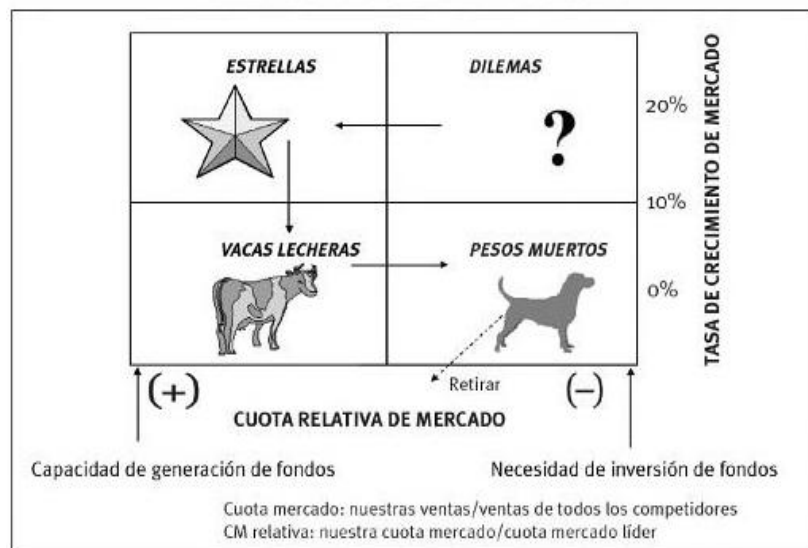 ESTRELLAS
DILEMAS
?
20%
10%
VACAS LECHERAS
PESOS MUERTOS
0%
TASA DE CRECIMIENTO DE MERCADO
Retirar
(+)
(-)
CUOTA RELATIVA DE MERCADO
Capacidad de generación de fondos
Necesidad de inversión de fondos
Cuota mercado: nuestras ventas/ventas de todos los competidores
CM relativa: nuestra cuota mercado/cuota mercado líder